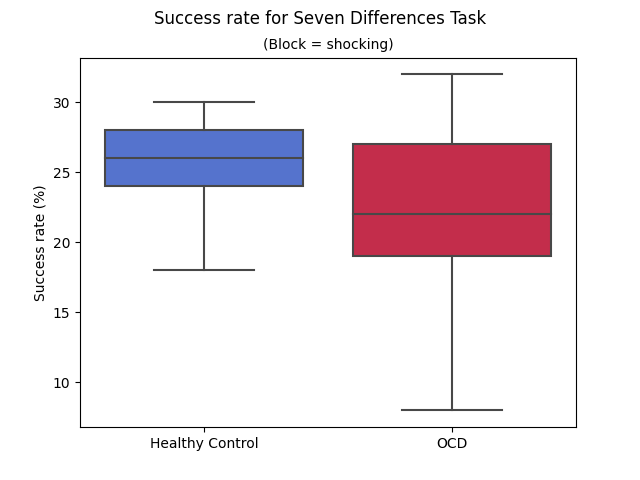 Success rate for Seven Differences Task
(Block = shocking)
Success rate (%)
30
25
20
15
10
Healthy Control
OCD